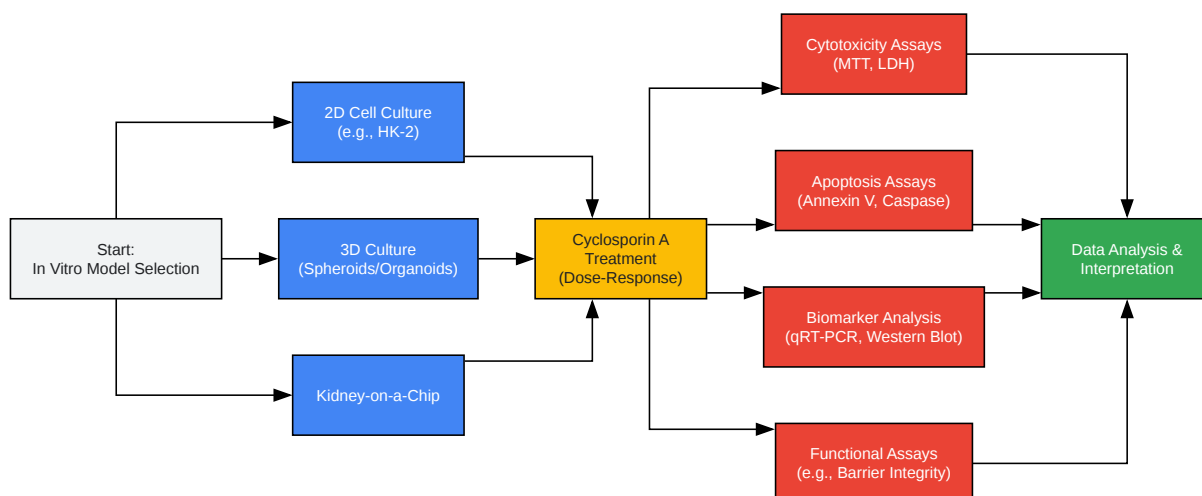 Start:
In Vitro Model Selection
2D Cell Culture
(e.g., HK-2)
3D Culture
(Spheroids/Organoids)
Kidney-on-a-Chip
Cyclosporin A
Treatment
(Dose-Response)
Cytotoxicity Assays
(MTT, LDH)
Apoptosis Assays
(Annexin V, Caspase)
Biomarker Analysis
(qRT-PCR, Western Blot)
Functional Assays
(e.g., Barrier Integrity)
Data Analysis &
Interpretation